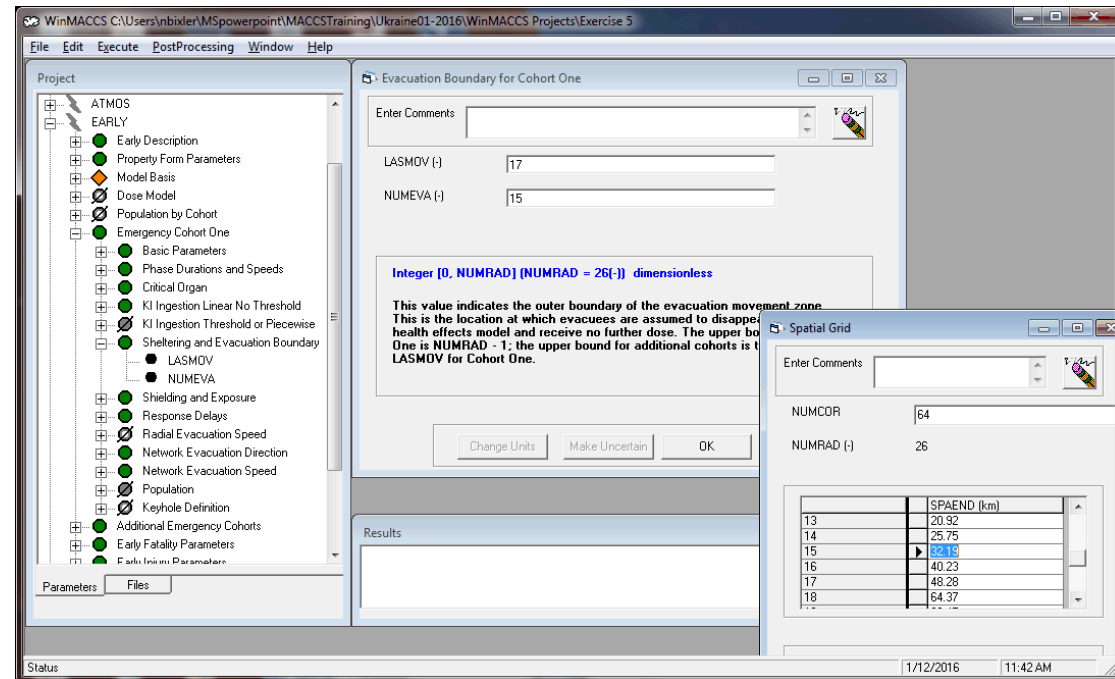 WinMACCS C:\Users\nbixler\MSpowerpoint\MACCSTraining\Ukraine01-2016\WinMACCS Projects\Exercise 5
File Edit Execute PostProcessing Window Help
Project
ATMOS
EARLY
Early Description
Property Form Parameters
Model Basis
Dose Model
Population by Cohort
Emergency Cohort One
Basic Parameters
Phase Durations and Speeds
Critical Organ
KI Ingestion Linear No Threshold
KI Ingestion Threshold or Piecewise
Sheltering and Evacuation Boundary
LASMOV
NUMEVA
Shielding and Exposure
Response Delays
Radial Evacuation Speed
Network Evacuation Direction
Network Evacuation Speed
Population
Keyhole Definition
Additional Emergency Cohorts
Early Fatality Parameters
Early Injury Parameters
Parameters Files
Evacuation Boundary for Cohort One
Enter Comments
LASMOV (-) 17
NUMEVA (-) 15
Integer [0, NUMRAD] (NUMRAD = 26(-)) dimensionless
This value indicates the outer boundary of the evacuation movement zone.
This is the location at which evacuees are assumed to
health effects model and receive no further dose. The upper
One is NUMRAD - 1; the upper bound for additional cohorts is
LASMOV for Cohort One.
Change Units Make Uncertain OK
Results
Spatial Grid
Enter Comments
NUMCOR 64
NUMRAD (-) 26
SPAEND (km)
13 20.92
14 25.75
15 32.19
16 40.23
17 48.28
18 64.37
Status 1/12/2016 11:42 AM